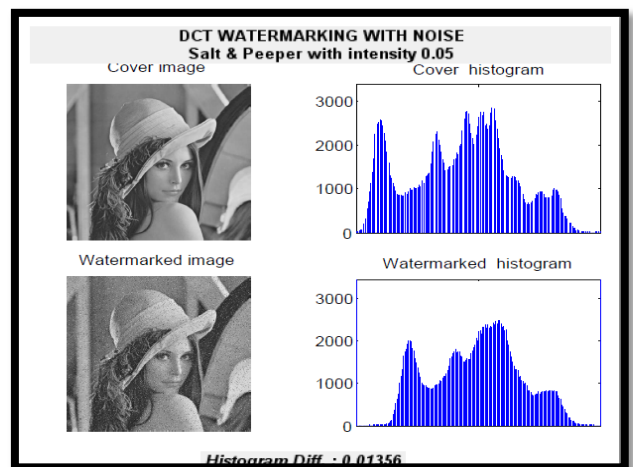 DCT WATERMARKING WITH NOISE
Salt & Peeper with intensity 0.05
Cover image
Cover histogram
3000
2000
1000
0
Watermarked image
Watermarked histogram
3000
2000
1000
0
Histogram Diff. : 0.01356